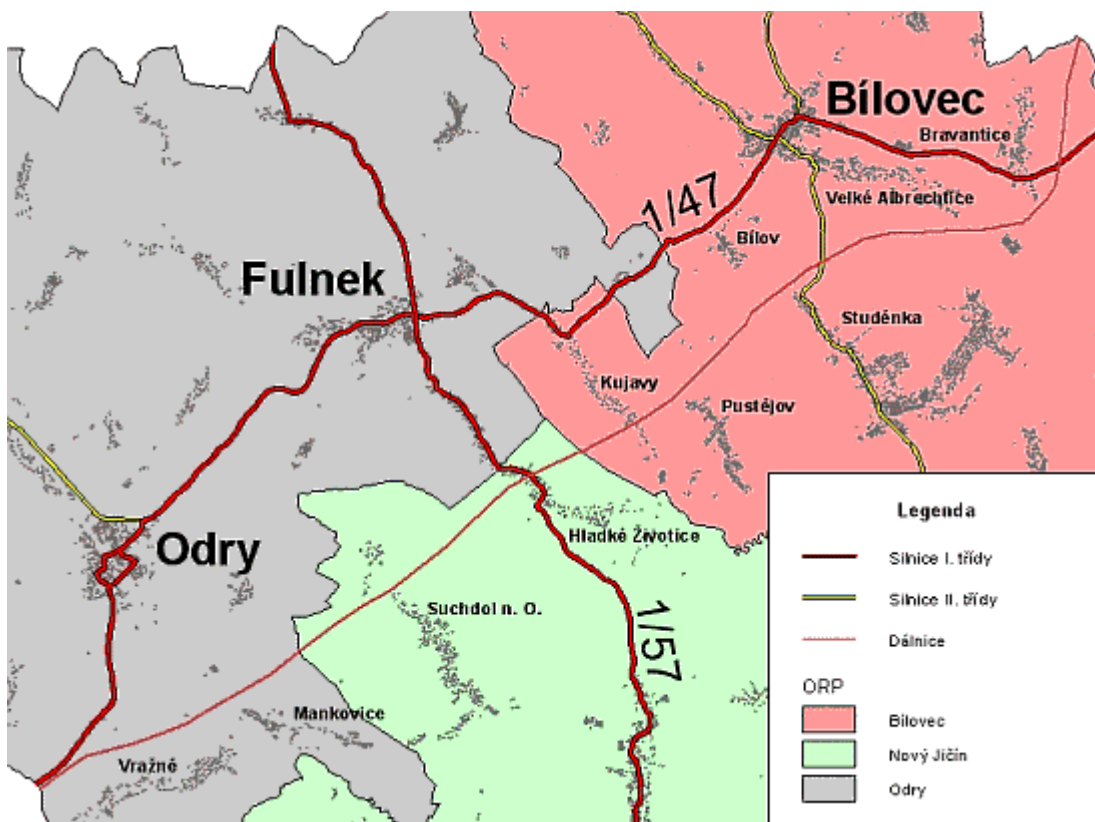 Bílovec
Bravantice
Velké Albrechtice
1/47
Bílov
Fulnek
Studénka
Kujavy
Pustějov
Odry
Hladké Životice
Suchdol n. O.
1/57
Mankovice
Vražné
Legenda
Silnice I. třídy
Silnice II. třídy
Dálnice
ORP
Bílovec
Nový Jičín
Odry